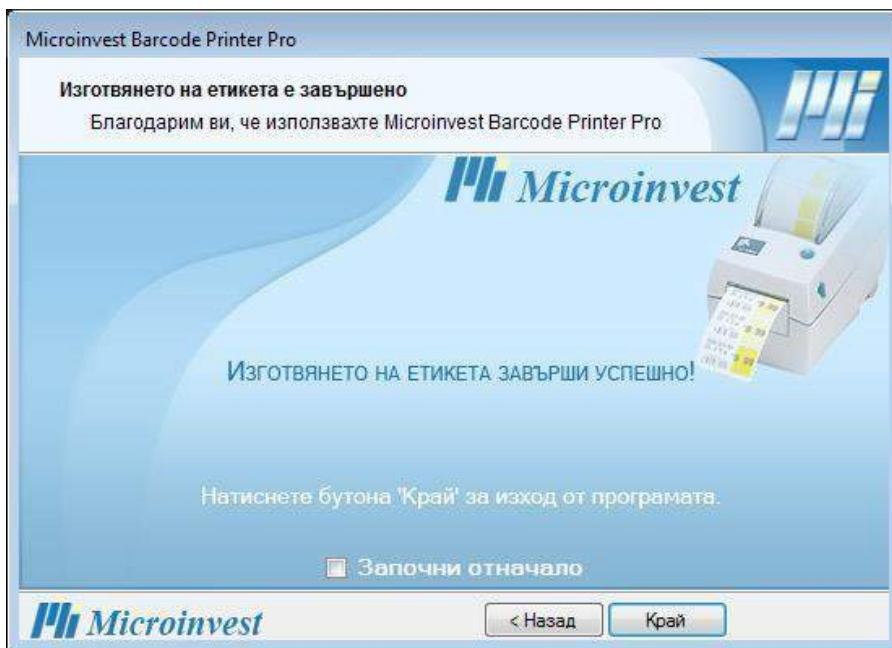 Microinvest Barcode Printer Pro
Изготвянето на етикета е завършено
Благодарим ви, че използвахте Microinvest Barcode Printer Pro
Microinvest
Изготвянето на етикета завърши успешно!
Натиснете бутона 'Край' за изход от програмата.
Започни отначало
Microinvest
< Назад
Край